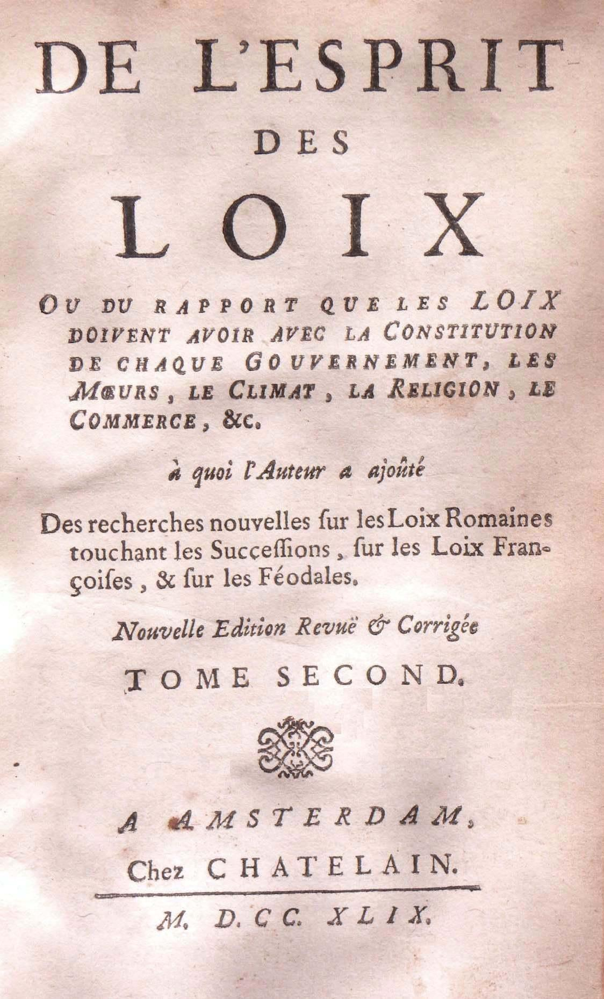 DE L'ESPRIT
DES
LOIX
OU DU RAPPORT QUE LES LOIX
DOIVENT AVOIR AVEC LA CONSTITUTION
DE CHAQUE GOUVERNEMENT, LES
MŒURS, LE CLIMAT, LA RELIGION, LE
COMMERCE, &C.
à quoi l'Auteur a ajoûté
Des recherches nouvelles ſur les Loix Romaines
touchant les Succeſſions, ſur les Loix Fran-
çoiſes, & ſur les Féodales.
Nouvelle Edition Revuë & Corrigée
TOME SECOND.
A AMSTERDAM,
Chez CHATELAIN.
M. D. CC. XLIX.